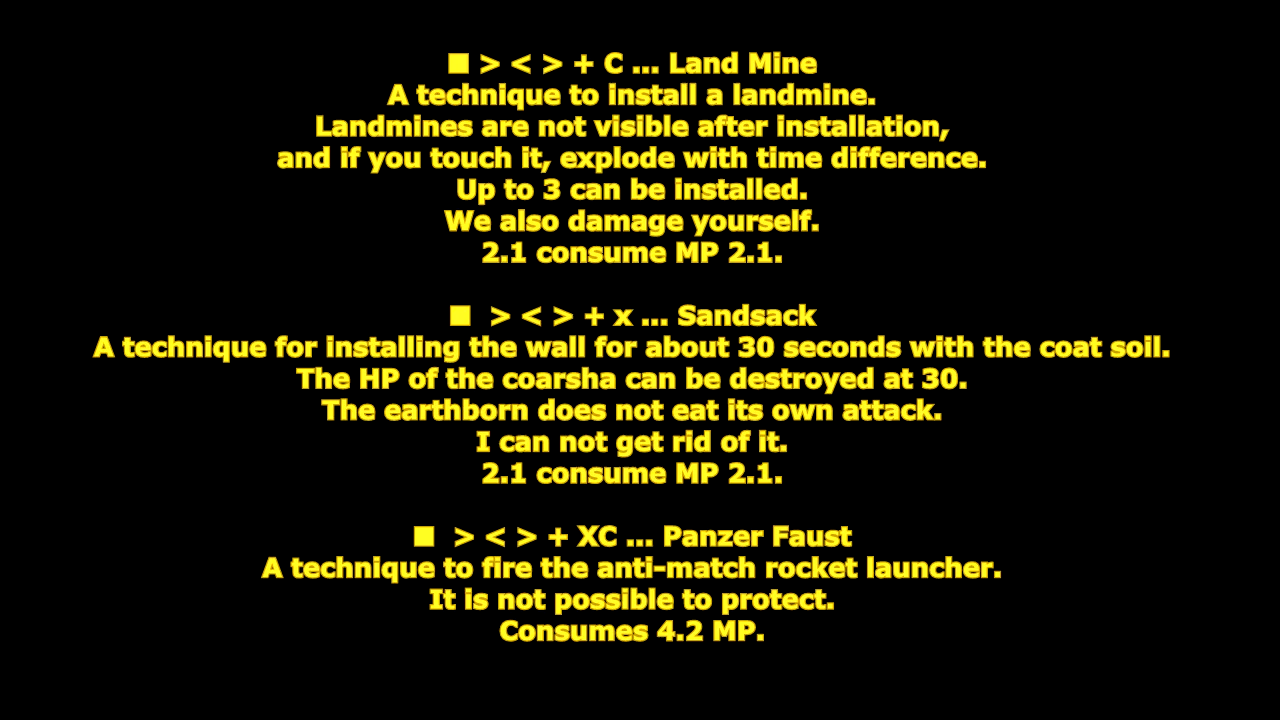 ■ > < > + C ... Land Mine
A technique to install a landmine.
Landmines are not visible after installation,
and if you touch it, explode with time difference.
Up to 3 can be installed.
We also damage yourself.
2.1 consume MP 2.1.
■ > < > + x ... Sandsack
A technique for installing the wall for about 30 seconds with the coat soil.
The HP of the coarsha can be destroyed at 30.
The earthborn does not eat its own attack.
I can not get rid of it.
2.1 consume MP 2.1.
■ > < > + XC ... Panzer Faust
A technique to fire the anti-match rocket launcher.
It is not possible to protect.
Consumes 4.2 MP.